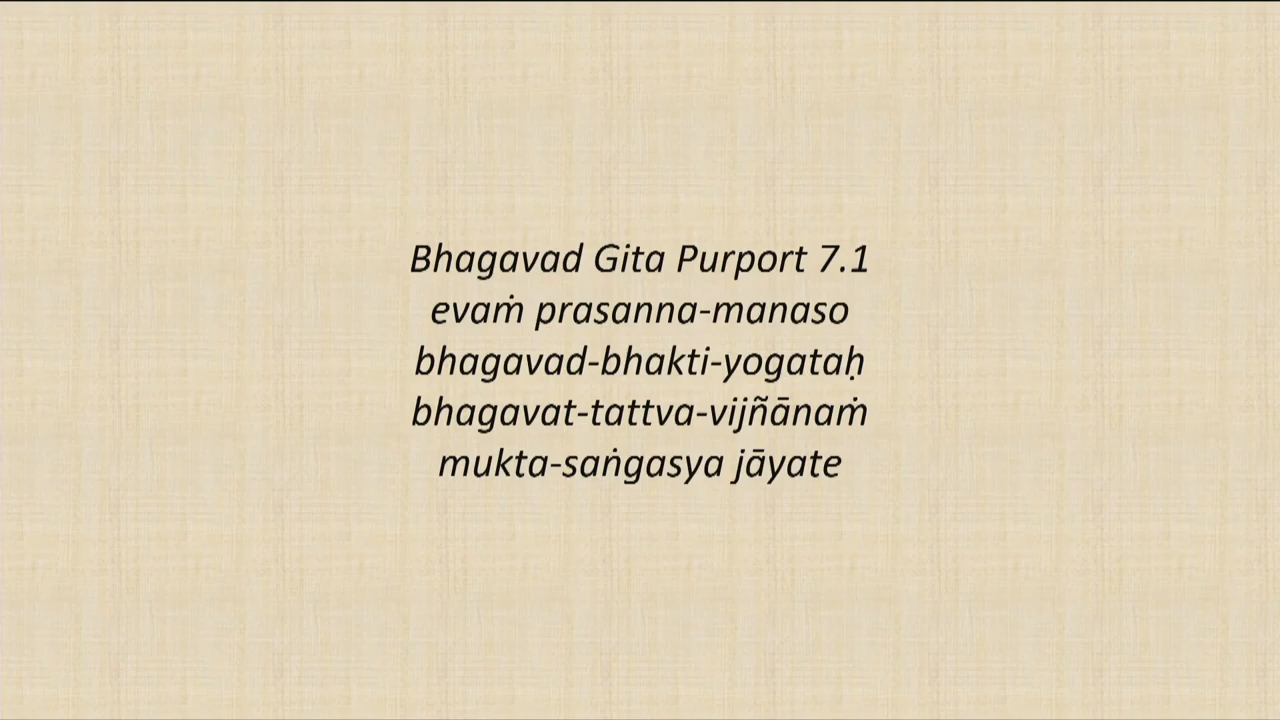 Bhagavad Gita Purport 7.1
evaṁ prasanna-manaso
bhagavad-bhakti-yogataḥ
bhagavat-tattva-vijñānaṁ
mukta-saṅgasya jāyate